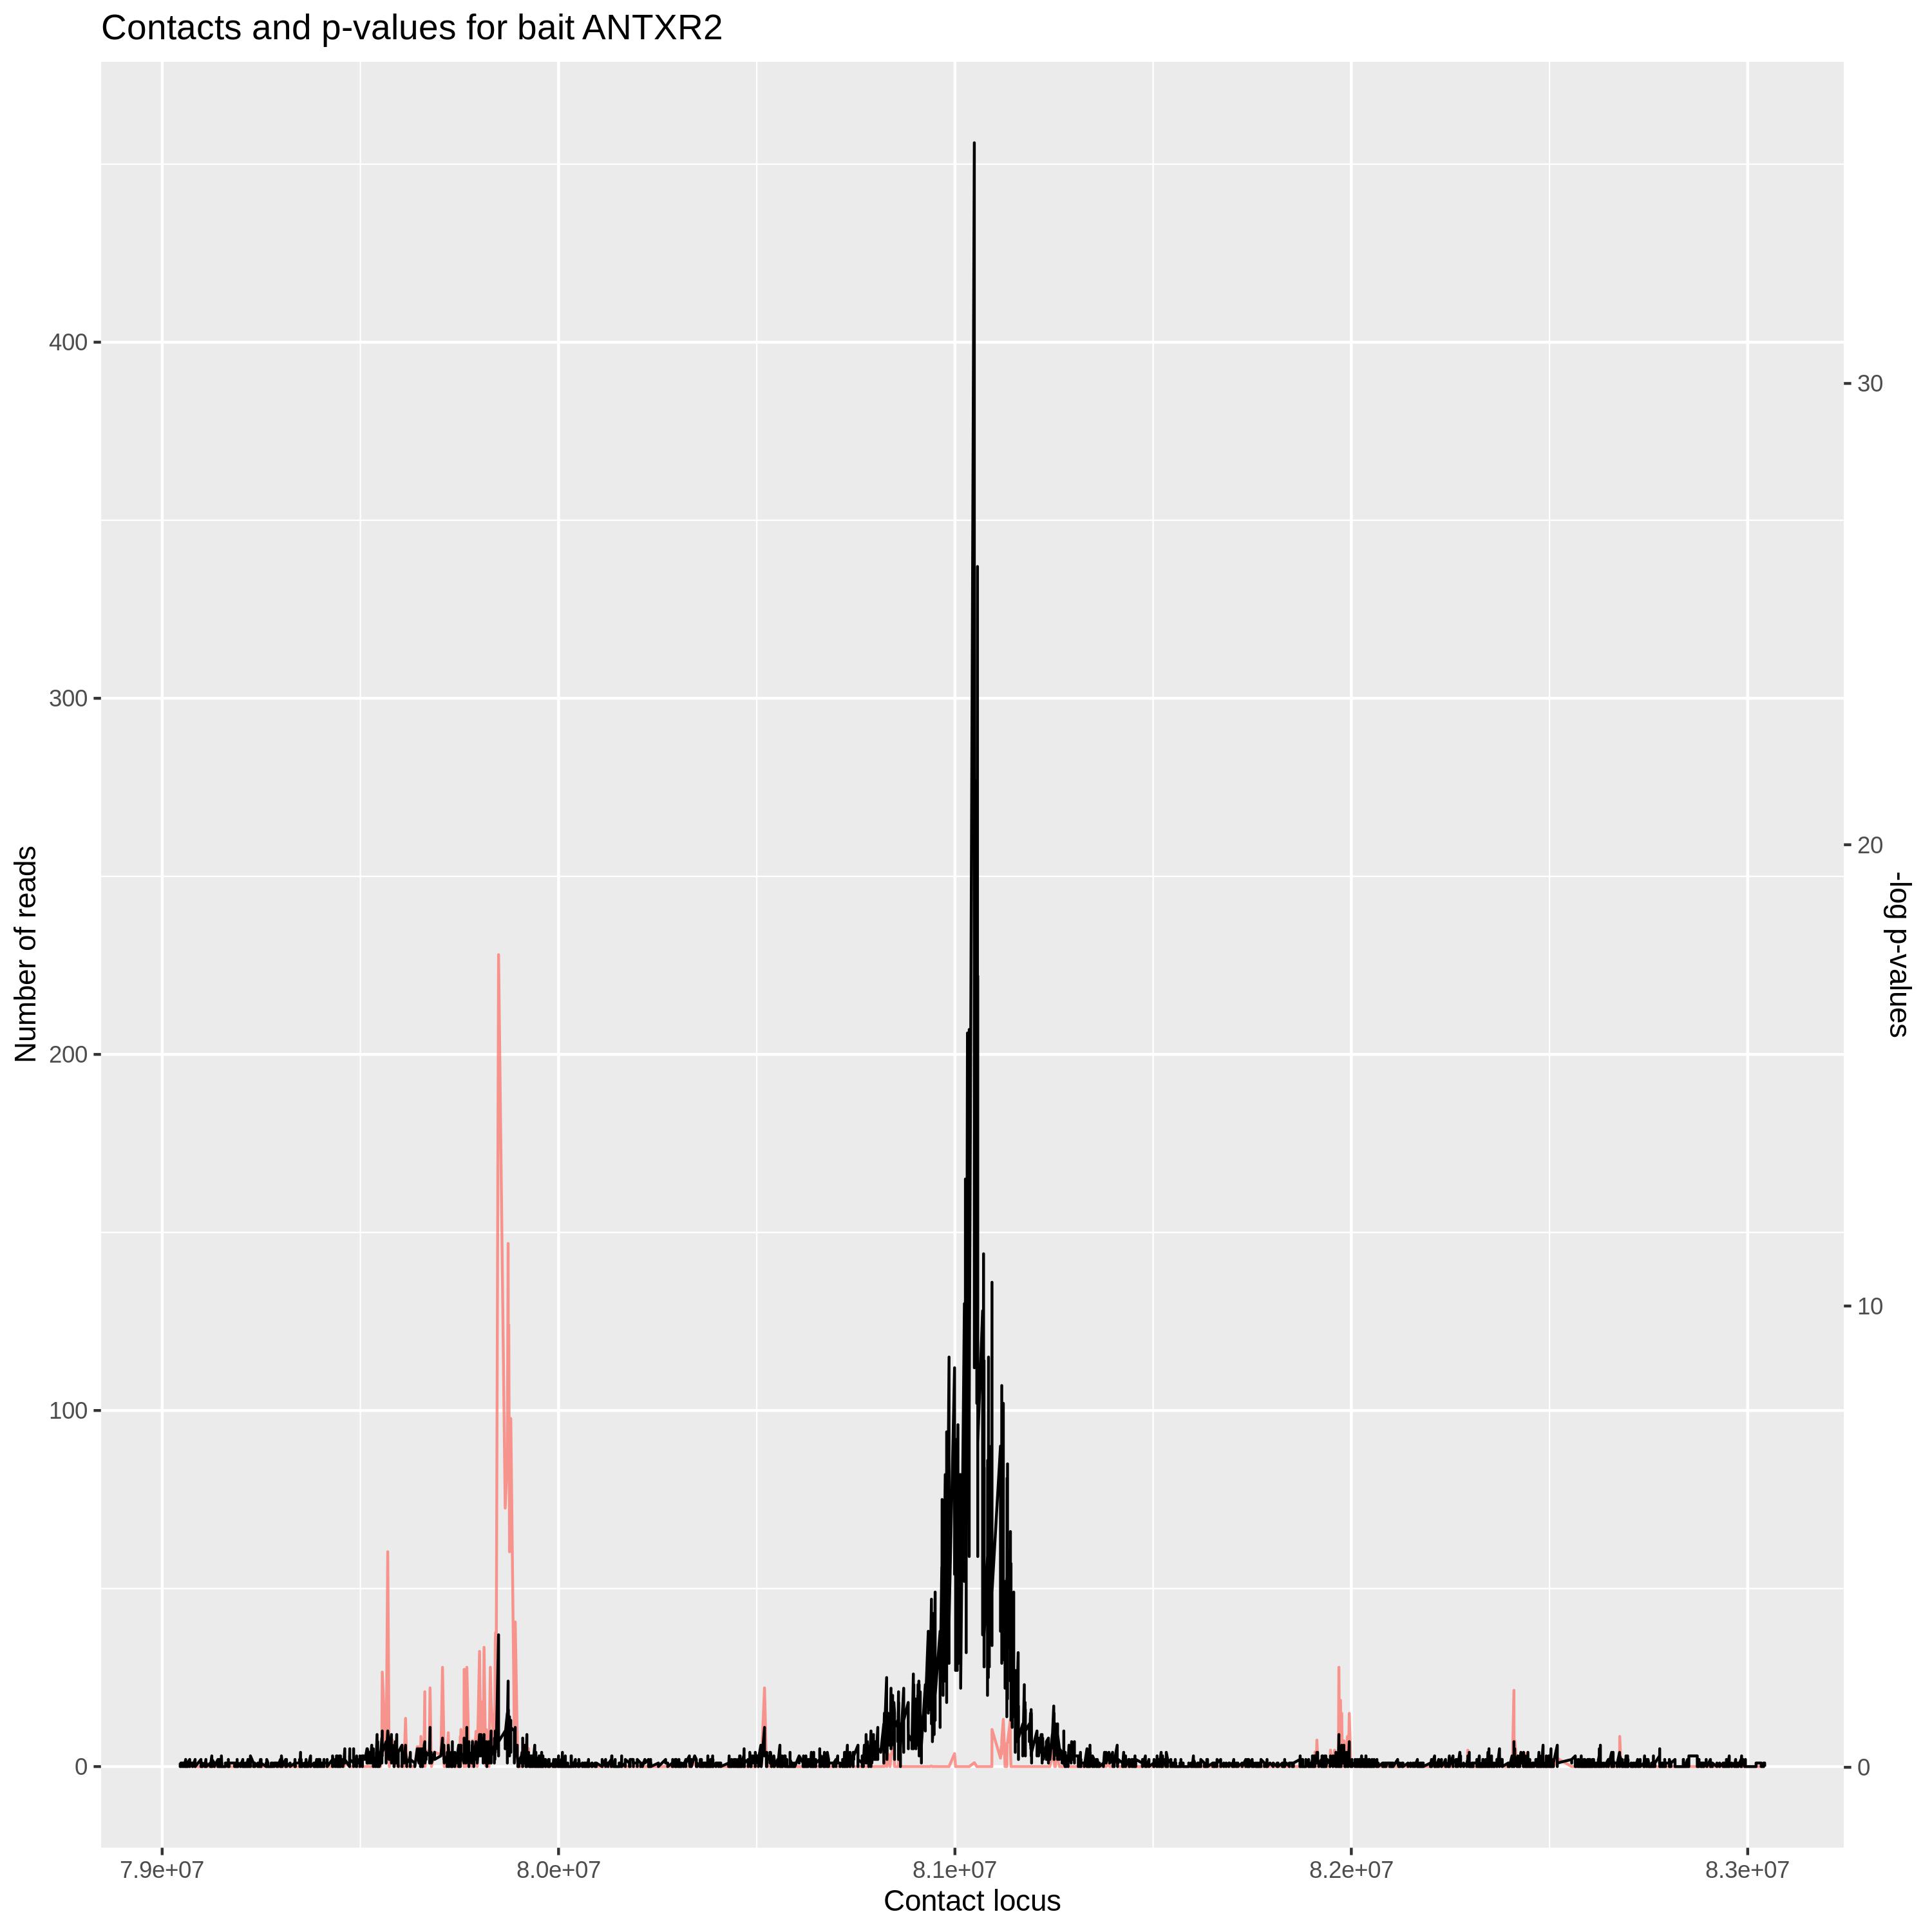 Contacts and p-values for bait ANTXR2
400
300
200
100
0
30
20
10
0
Number of reads
-log p-values
7.9e+07 8.0e+07 8.1e+07 8.2e+07 8.3e+07
Contact locus